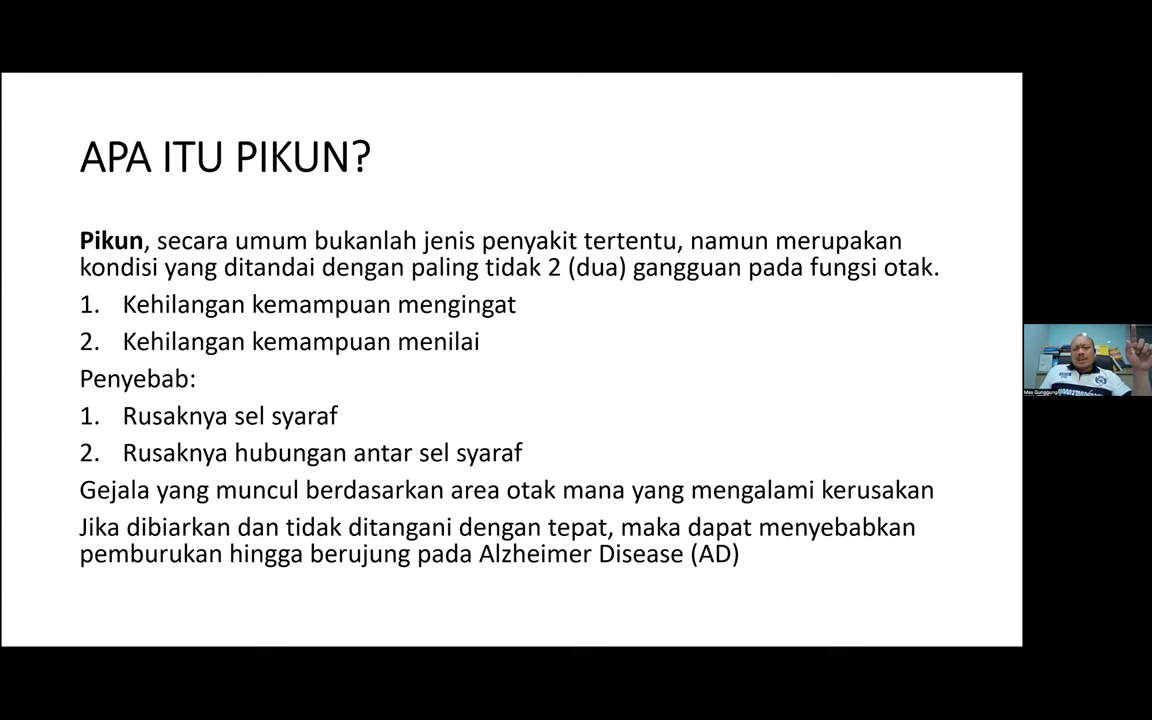 APA ITU PIKUN?
Pikun, secara umum bukanlah jenis penyakit tertentu, namun merupakan
kondisi yang ditandai dengan paling tidak 2 (dua) gangguan pada fungsi otak.
1. Kehilangan kemampuan mengingat
2. Kehilangan kemampuan menilai
Penyebab:
1. Rusaknya sel syaraf
2. Rusaknya hubungan antar sel syaraf
Gejala yang muncul berdasarkan area otak mana yang mengalami kerusakan
Jika dibiarkan dan tidak ditangani dengan tepat, maka dapat menyebabkan
pemburukan hingga berujung pada Alzheimer Disease (AD)
Mas Gunggung